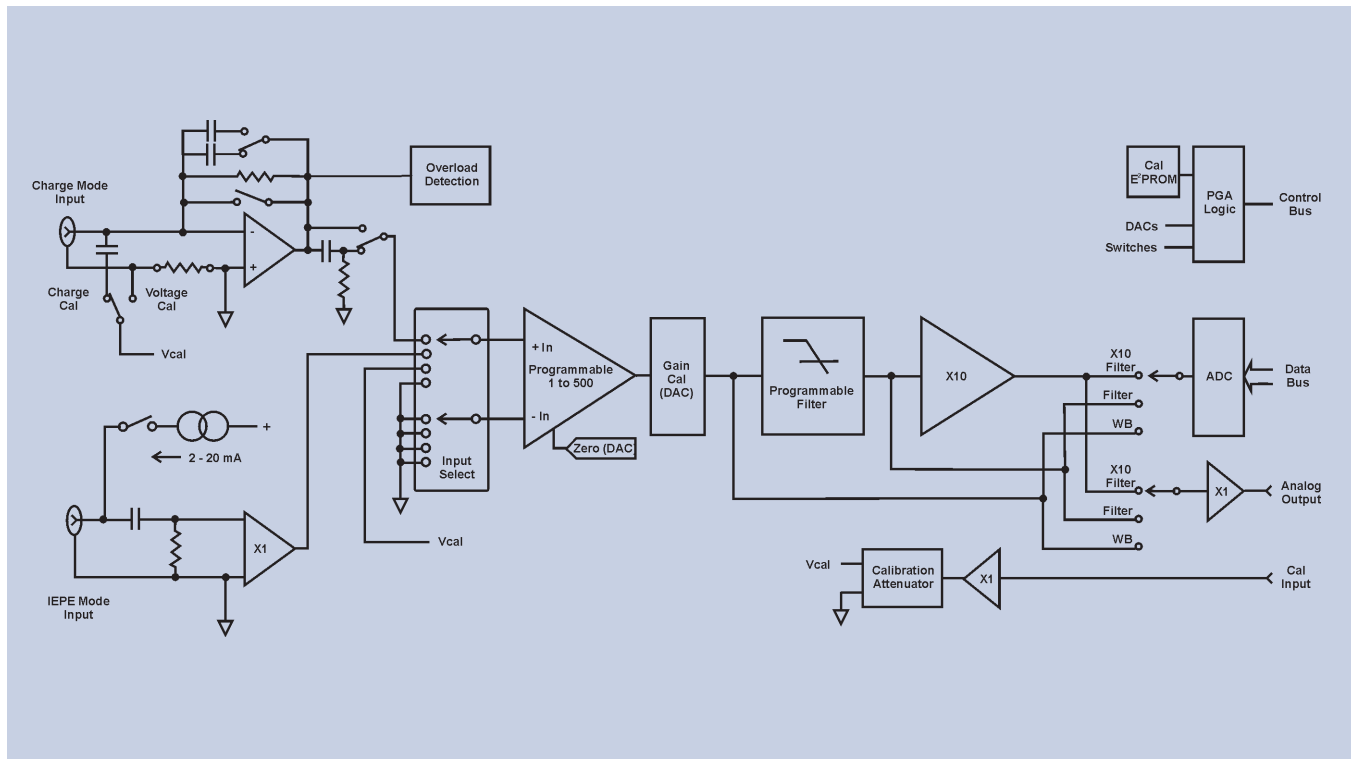 Charge Mode
Input
Overload
Detection
-
+
Charge
Cal
Voltage
Cal
Vcal
Cal
E²PROM
PGA
Logic
Control
Bus
DACs
Switches
+ In
Programmable
1 to 500
- In
Zero (DAC
Input
Select
Gain
Cal
(DAC)
Programmable
Filter
X10
X10
Filter
Filter
WB
ADC
Data
Bus
X10
Filter
Filter
WB
X1
Analog
Output
+
2 - 20 mA
X1
IEPE Mode
Input
Vcal
Vcal
Calibration
Attenuator
X1
Cal
Input